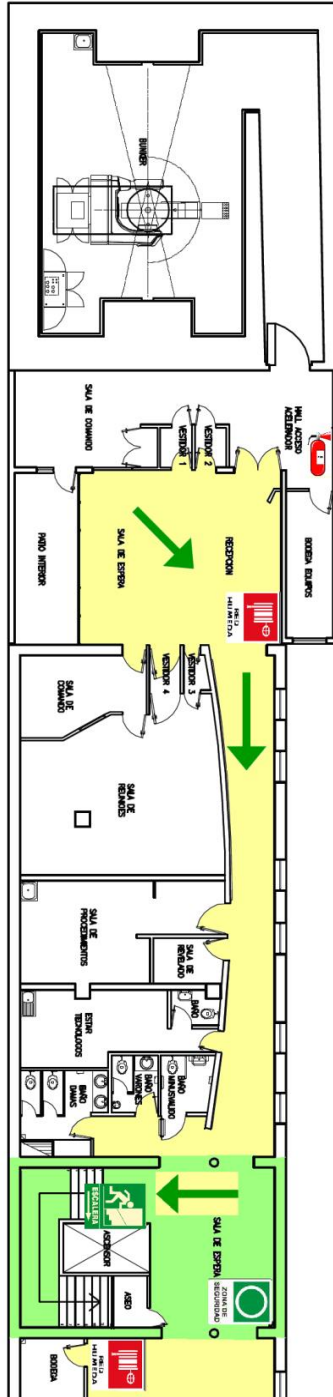 BUNKER
SALA DE COMANDO
VESTIDOR 1
VESTIDOR 2
HALL ACCESO
ACELERADOR
BODEGA EQUIPOS
PATIO INTERIOR
SALA DE ESPERA
RECEPCION
RED
HUMEDA
SALA DE
COMANDO
VESTIDOR 4
VESTIDOR 3
SALA DE
REUNIOES
SALA DE
PROCEDIMIENTOS
SALA DE
REVELADO
ESTAR
TECNOLOGOS
BAÑO
BAÑO
DAMAS
BAÑO
VARONES
BAÑO
MINUSVALIDO
ESCALERA
ASCENSOR
ASEO
SALA DE ESPERA
ZONA DE
SEGURIDAD
BODEGA
RED
HUMEDA